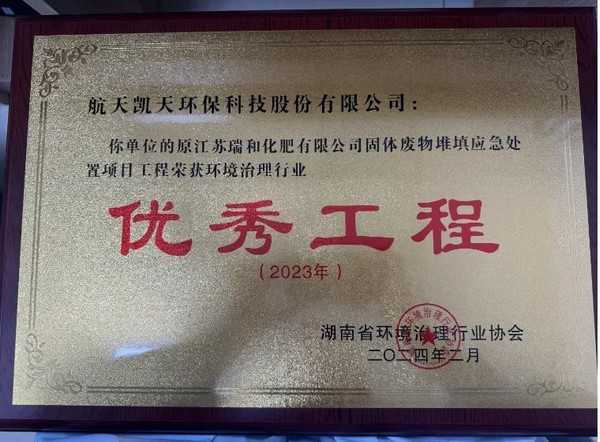 航天凯天环保科技股份有限公司：
你单位的原江苏瑞和化肥有限公司固体废物堆填应急处
置项目工程荣获环境治理行业
优秀工程
（2023年）
湖南省环境治理行业协会
二〇二四年二月